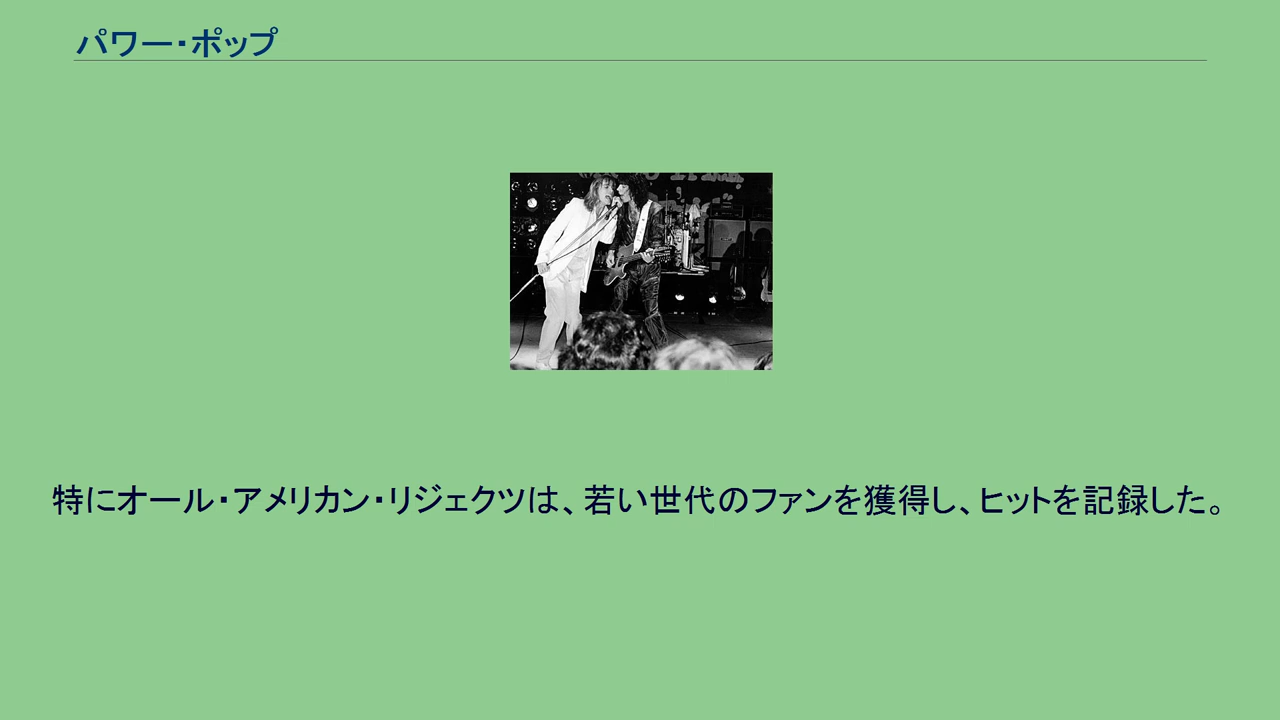 パワー・ポップ
特にオール・アメリカン・リジェクツは、若い世代のファンを獲得し、ヒットを記録した。